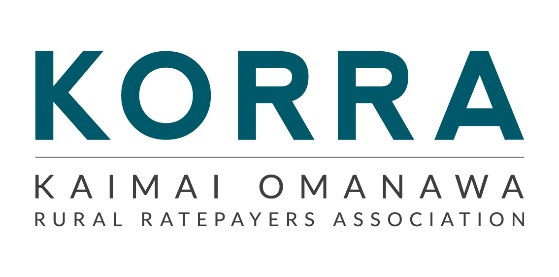 KORRA
KAIMAI OMANAWA
RURAL RATEPAYERS ASSOCIATION